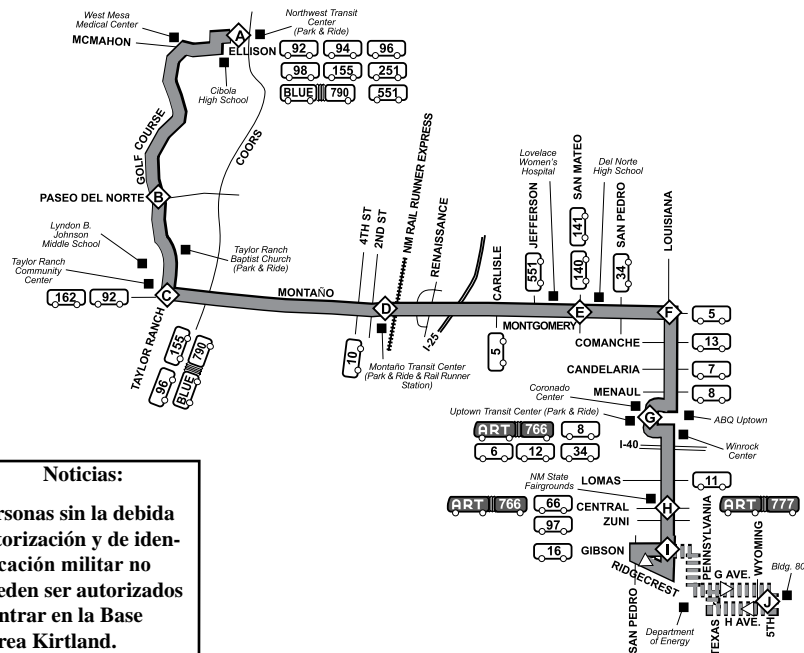 West Mesa
Medical Center
Northwest Transit
Center
(Park & Ride)
MCMAHON
A
ELLISON
92
94
96
98
155
251
BLUE
790
551
Cibola
High School
GOLF COURSE
COORS
PASEO DEL NORTE
B
Lyndon B.
Johnson
Middle School
Taylor Ranch
Community
Center
Taylor Ranch
Baptist Church
(Park & Ride)
162
92
C
MONTAÑO
TAYLOR RANCH
96
155
BLUE
790
4TH ST
2ND ST
NM RAIL RUNNER EXPRESS
RENAISSANCE
D
I-25
10
Montaño Transit Center
(Park & Ride & Rail Runner
Station)
CARLISLE
5
JEFFERSON
551
Lovelace
Women's
Hospital
SAN MATEO
141
140
Del Norte
High School
SAN PEDRO
34
LOUISIANA
MONTGOMERY
E
F
5
COMANCHE
13
CANDELARIA
7
MENAUL
8
Coronado
Center
Uptown Transit Center (Park & Ride)
G
ABQ Uptown
ART
766
8
6
12
34
I-40
Winrock
Center
LOMAS
11
NM State
Fairgrounds
ART
766
66
CENTRAL
H
ART
777
97
ZUNI
16
GIBSON
I
RIDGECREST
SAN PEDRO
PENNSYLVANIA
WYOMING
G AVE.
H AVE.
J
Bldg. 80
TEXAS
5TH
Department
of Energy
Noticias:
rsonas sin la debida
torización y de iden-
cación militar no
eden ser autorizados
ntrar en la Base
rea Kirtland.